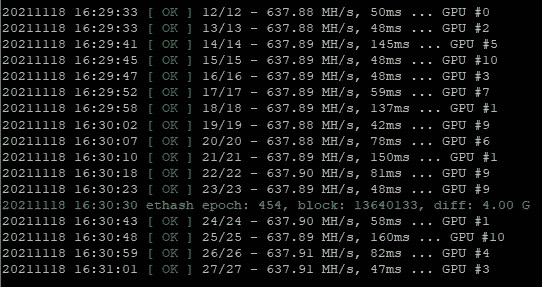 20211118 16:29:33 [ OK ] 12/12 - 637.88 MH/s, 50ms ... GPU #0
20211118 16:29:33 [ OK ] 13/13 - 637.88 MH/s, 48ms ... GPU #2
20211118 16:29:41 [ OK ] 14/14 - 637.89 MH/s, 145ms ... GPU #5
20211118 16:29:45 [ OK ] 15/15 - 637.89 MH/s, 48ms ... GPU #10
20211118 16:29:47 [ OK ] 16/16 - 637.89 MH/s, 48ms ... GPU #3
20211118 16:29:52 [ OK ] 17/17 - 637.89 MH/s, 59ms ... GPU #7
20211118 16:29:58 [ OK ] 18/18 - 637.89 MH/s, 137ms ... GPU #1
20211118 16:30:02 [ OK ] 19/19 - 637.88 MH/s, 42ms ... GPU #9
20211118 16:30:07 [ OK ] 20/20 - 637.88 MH/s, 78ms ... GPU #6
20211118 16:30:10 [ OK ] 21/21 - 637.89 MH/s, 150ms ... GPU #1
20211118 16:30:18 [ OK ] 22/22 - 637.90 MH/s, 81ms ... GPU #9
20211118 16:30:23 [ OK ] 23/23 - 637.89 MH/s, 48ms ... GPU #9
20211118 16:30:30 ethash epoch: 454, block: 13640133, diff: 4.00 G
20211118 16:30:43 [ OK ] 24/24 - 637.90 MH/s, 58ms ... GPU #1
20211118 16:30:48 [ OK ] 25/25 - 637.89 MH/s, 160ms ... GPU #10
20211118 16:30:59 [ OK ] 26/26 - 637.91 MH/s, 82ms ... GPU #4
20211118 16:31:01 [ OK ] 27/27 - 637.91 MH/s, 47ms ... GPU #3